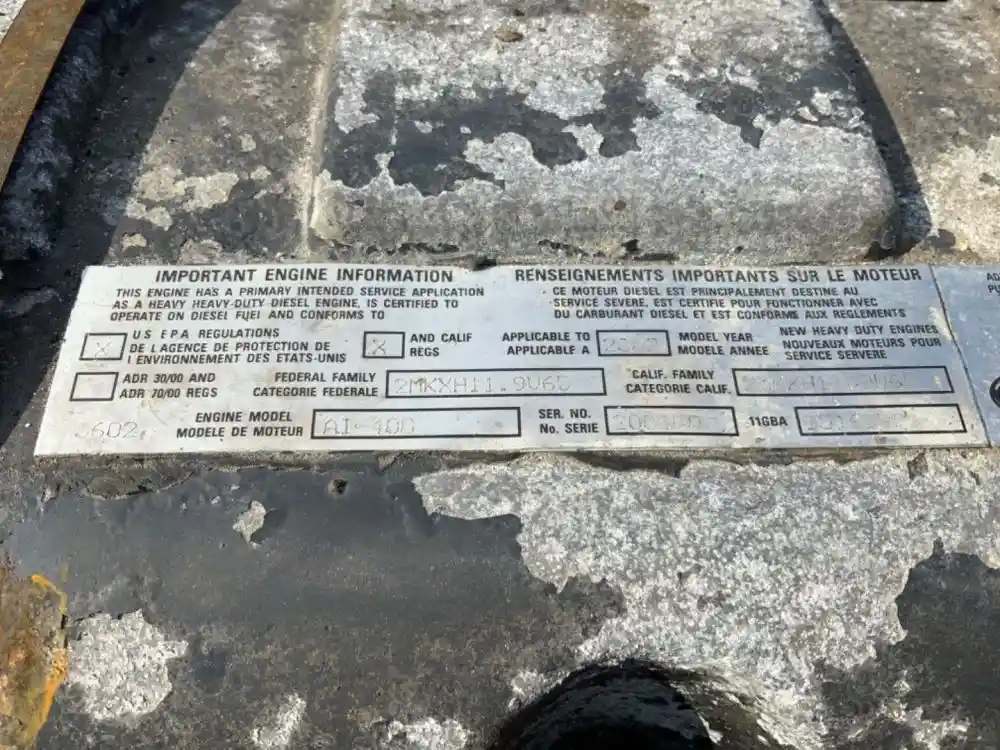 IMPORTANT ENGINE INFORMATION
THIS ENGINE HAS A PRIMARY INTENDED SERVICE APPLICATION
AS A HEAVY HEAVY-DUTY DIESEL ENGINE, IS CERTIFIED TO
OPERATE ON DIESEL FUEL AND CONFORMS TO
RENSEIGNEMENTS IMPORTANTS SUR LE MOTEUR
CE MOTEUR DIESEL EST PRINCIPALEMENT DESTINE AU
SERVICE SEVERE, EST CERTIFIE POUR FONCTIONNER AVEC
DU CARBURANT DIESEL ET EST CONFORME AUX REGLEMENTS
X
U S E P A REGULATIONS
DE L AGENCE DE PROTECTION DE
L ENVIRONNEMENT DES ETATS-UNIS
X
AND CALIF
REGS
APPLICABLE TO
APPLICABLE A
MODEL YEAR
MODELE ANNEE
NEW HEAVY DUTY ENGINES
NOUVEAUX MOTEURS POUR
SERVICE SERVERE
ADR 30/00 AND
ADR 70/00 REGS
FEDERAL FAMILY
CATEGORIE FEDERALE
CALIF. FAMILY
CATEGORIE CALIF.
ENGINE MODEL
MODELE DE MOTEUR
AI-400
SER. NO.
No. SERIE
11GBA